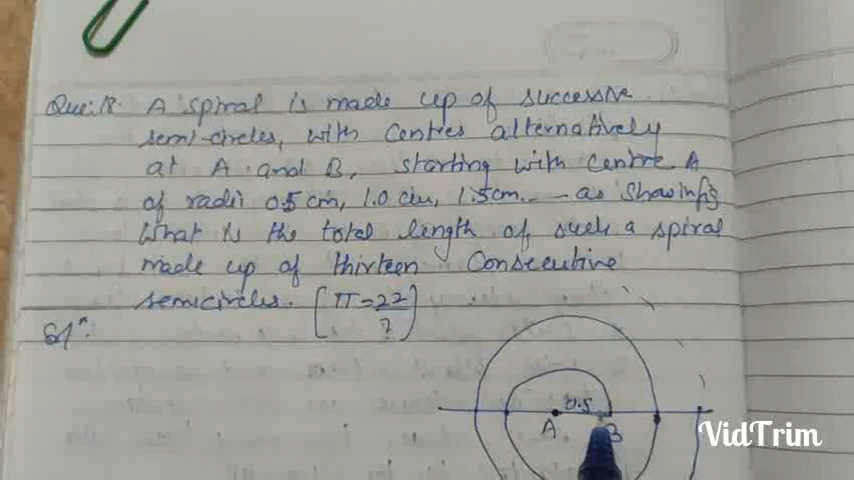 Que:18. A spiral is made up of successive
semi-circles, with centres alternatively
at A and B, starting with centre A
of radii 0.5 cm, 1.0 cm, 1.5cm.. - as shown fig
What is the total length of such a spiral
made up of thirteen Consecutive
semicircles. [π = 22/7]
Solⁿ:
0.5
A B
VidTrim